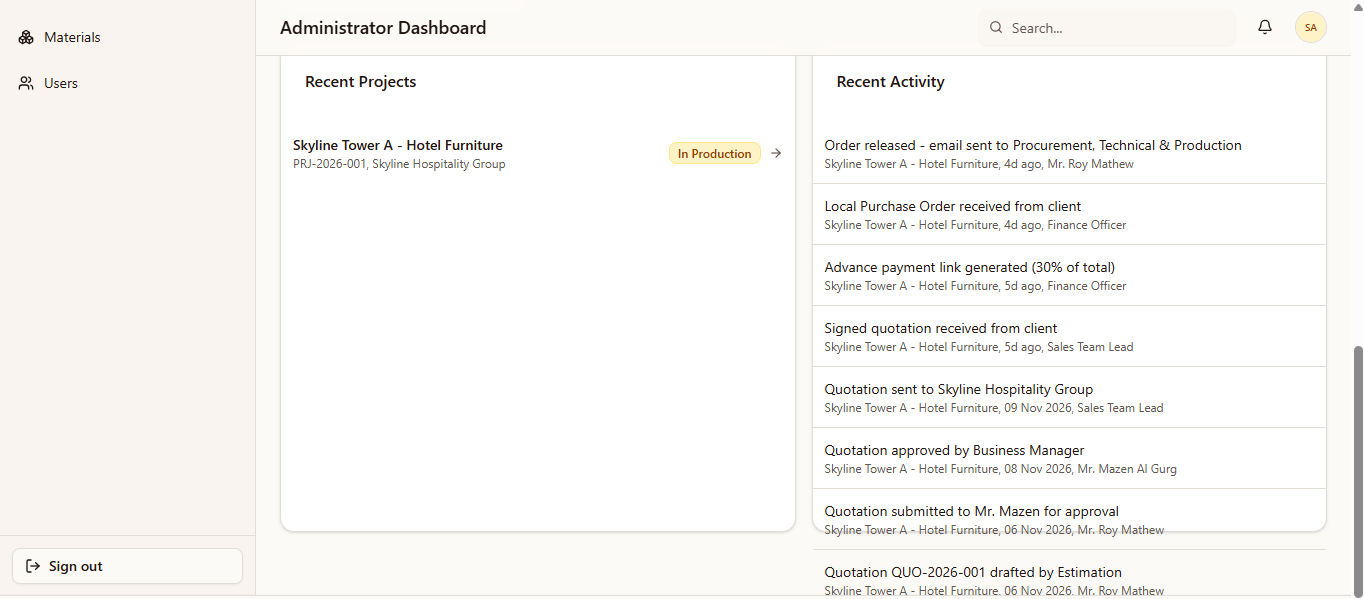 Materials
Users
Sign out
Administrator Dashboard
Search...
SA
Recent Projects
Skyline Tower A - Hotel Furniture
PRJ-2026-001, Skyline Hospitality Group
In Production
Recent Activity
Order released - email sent to Procurement, Technical & Production
Skyline Tower A - Hotel Furniture, 4d ago, Mr. Roy Mathew
Local Purchase Order received from client
Skyline Tower A - Hotel Furniture, 4d ago, Finance Officer
Advance payment link generated (30% of total)
Skyline Tower A - Hotel Furniture, 5d ago, Finance Officer
Signed quotation received from client
Skyline Tower A - Hotel Furniture, 5d ago, Sales Team Lead
Quotation sent to Skyline Hospitality Group
Skyline Tower A - Hotel Furniture, 09 Nov 2026, Sales Team Lead
Quotation approved by Business Manager
Skyline Tower A - Hotel Furniture, 08 Nov 2026, Mr. Mazen Al Gurg
Quotation submitted to Mr. Mazen for approval
Skyline Tower A - Hotel Furniture, 06 Nov 2026, Mr. Roy Mathew
Quotation QUO-2026-001 drafted by Estimation
Skyline Tower A - Hotel Furniture, 06 Nov 2026, Mr. Roy Mathew